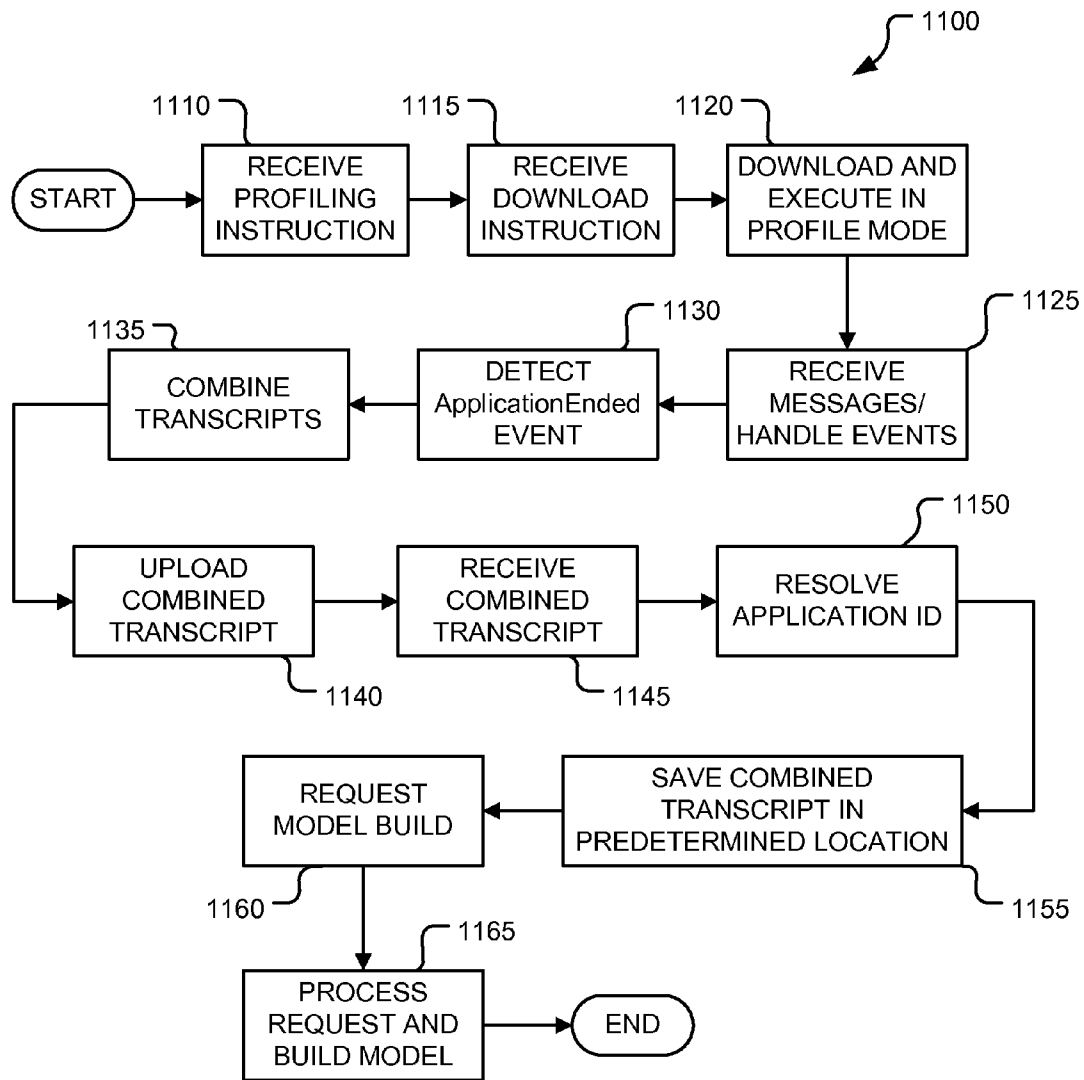 1100
1110
1115
1120
START
RECEIVE
PROFILING
INSTRUCTION
RECEIVE
DOWNLOAD
INSTRUCTION
DOWNLOAD AND
EXECUTE IN
PROFILE MODE
1125
1130
1135
RECEIVE
MESSAGES/
HANDLE EVENTS
DETECT
ApplicationEnded
EVENT
COMBINE
TRANSCRIPTS
1150
UPLOAD
COMBINED
TRANSCRIPT
RECEIVE
COMBINED
TRANSCRIPT
RESOLVE
APPLICATION ID
1140
1145
SAVE COMBINED
TRANSCRIPT IN
PREDETERMINED LOCATION
REQUEST
MODEL BUILD
1160
1155
1165
PROCESS
REQUEST AND
BUILD MODEL
END